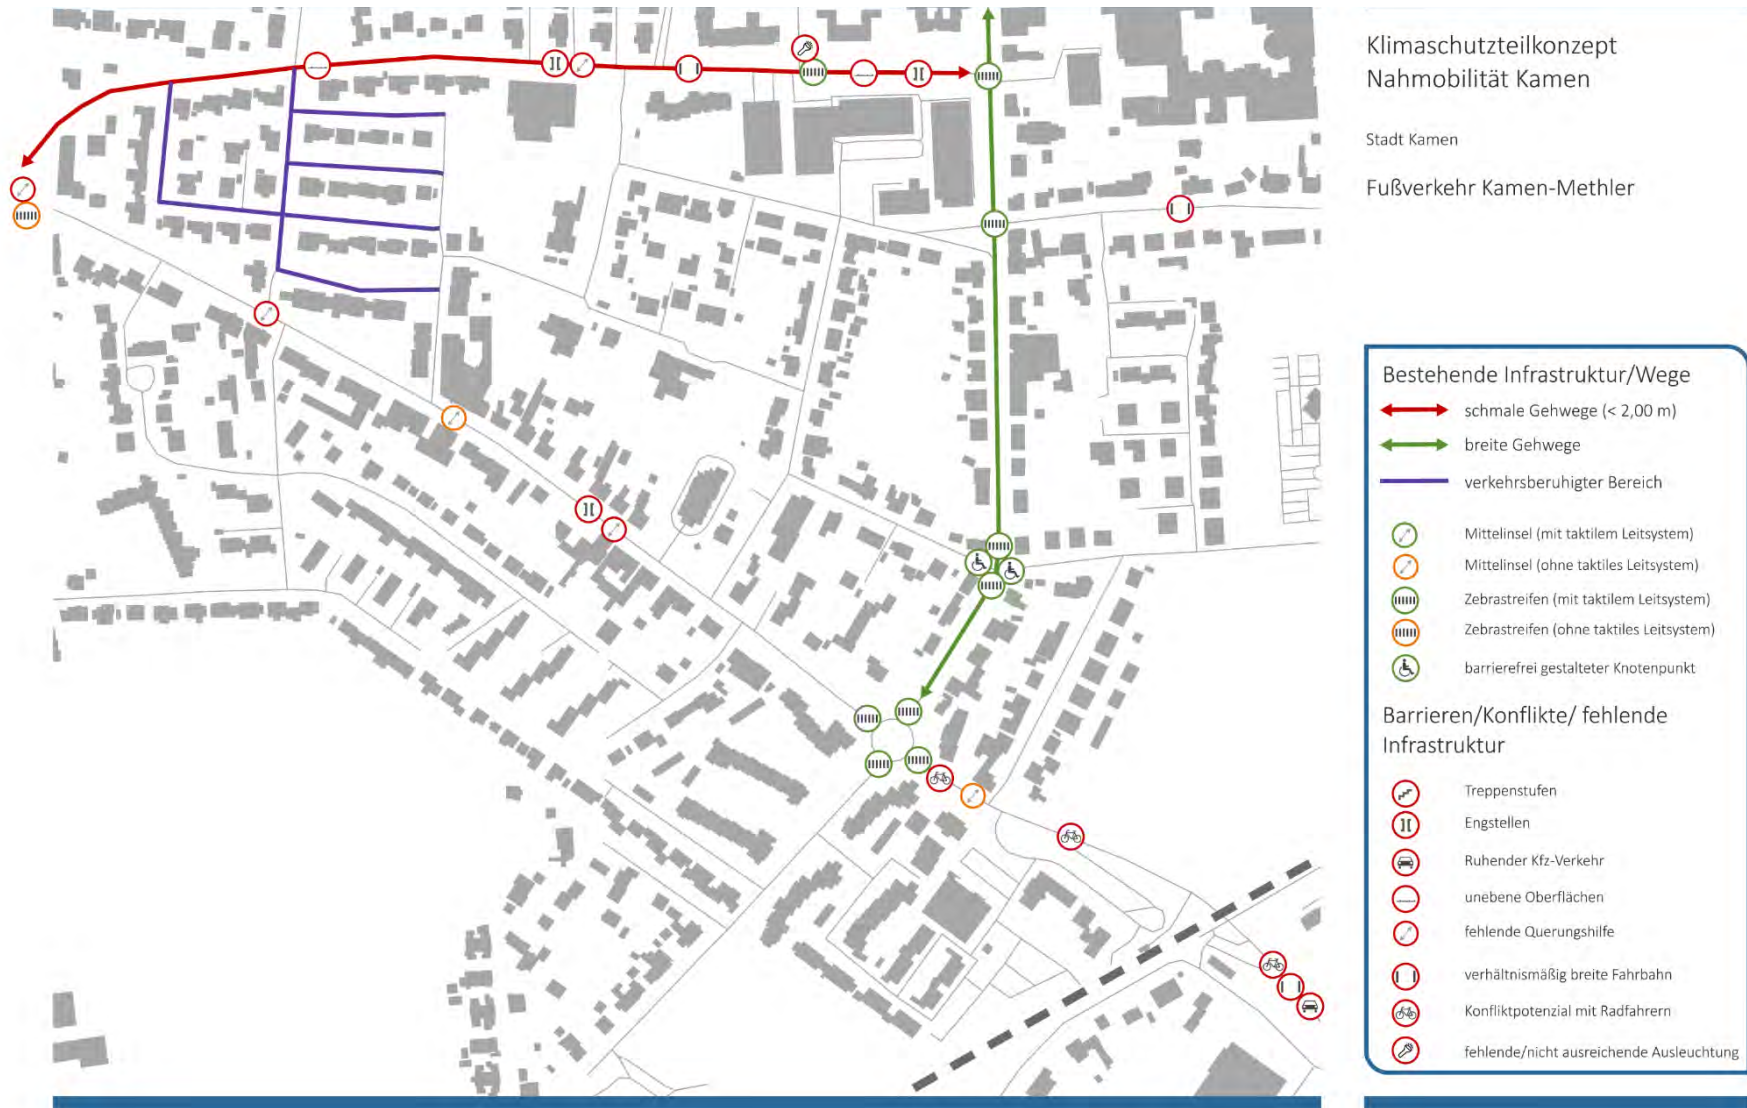 Klimaschutzteilkonzept
Nahmobilität Kamen
Stadt Kamen
Fußverkehr Kamen-Methler
Bestehende Infrastruktur/Wege
schmale Gehwege (< 2,00 m)
breite Gehwege
verkehrsberuhigter Bereich
Mittelinsel (mit taktilem Leitsystem)
Mittelinsel (ohne taktiles Leitsystem)
Zebrastreifen (mit taktilem Leitsystem)
Zebrastreifen (ohne taktiles Leitsystem)
barrierefrei gestalteter Knotenpunkt
Barrieren/Konflikte/ fehlende
Infrastruktur
Treppenstufen
Engstellen
Ruhender Kfz-Verkehr
unebene Oberflächen
fehlende Querungshilfe
verhältnismäßig breite Fahrbahn
Konfliktpotenzial mit Radfahrern
fehlende/nicht ausreichende Ausleuchtung